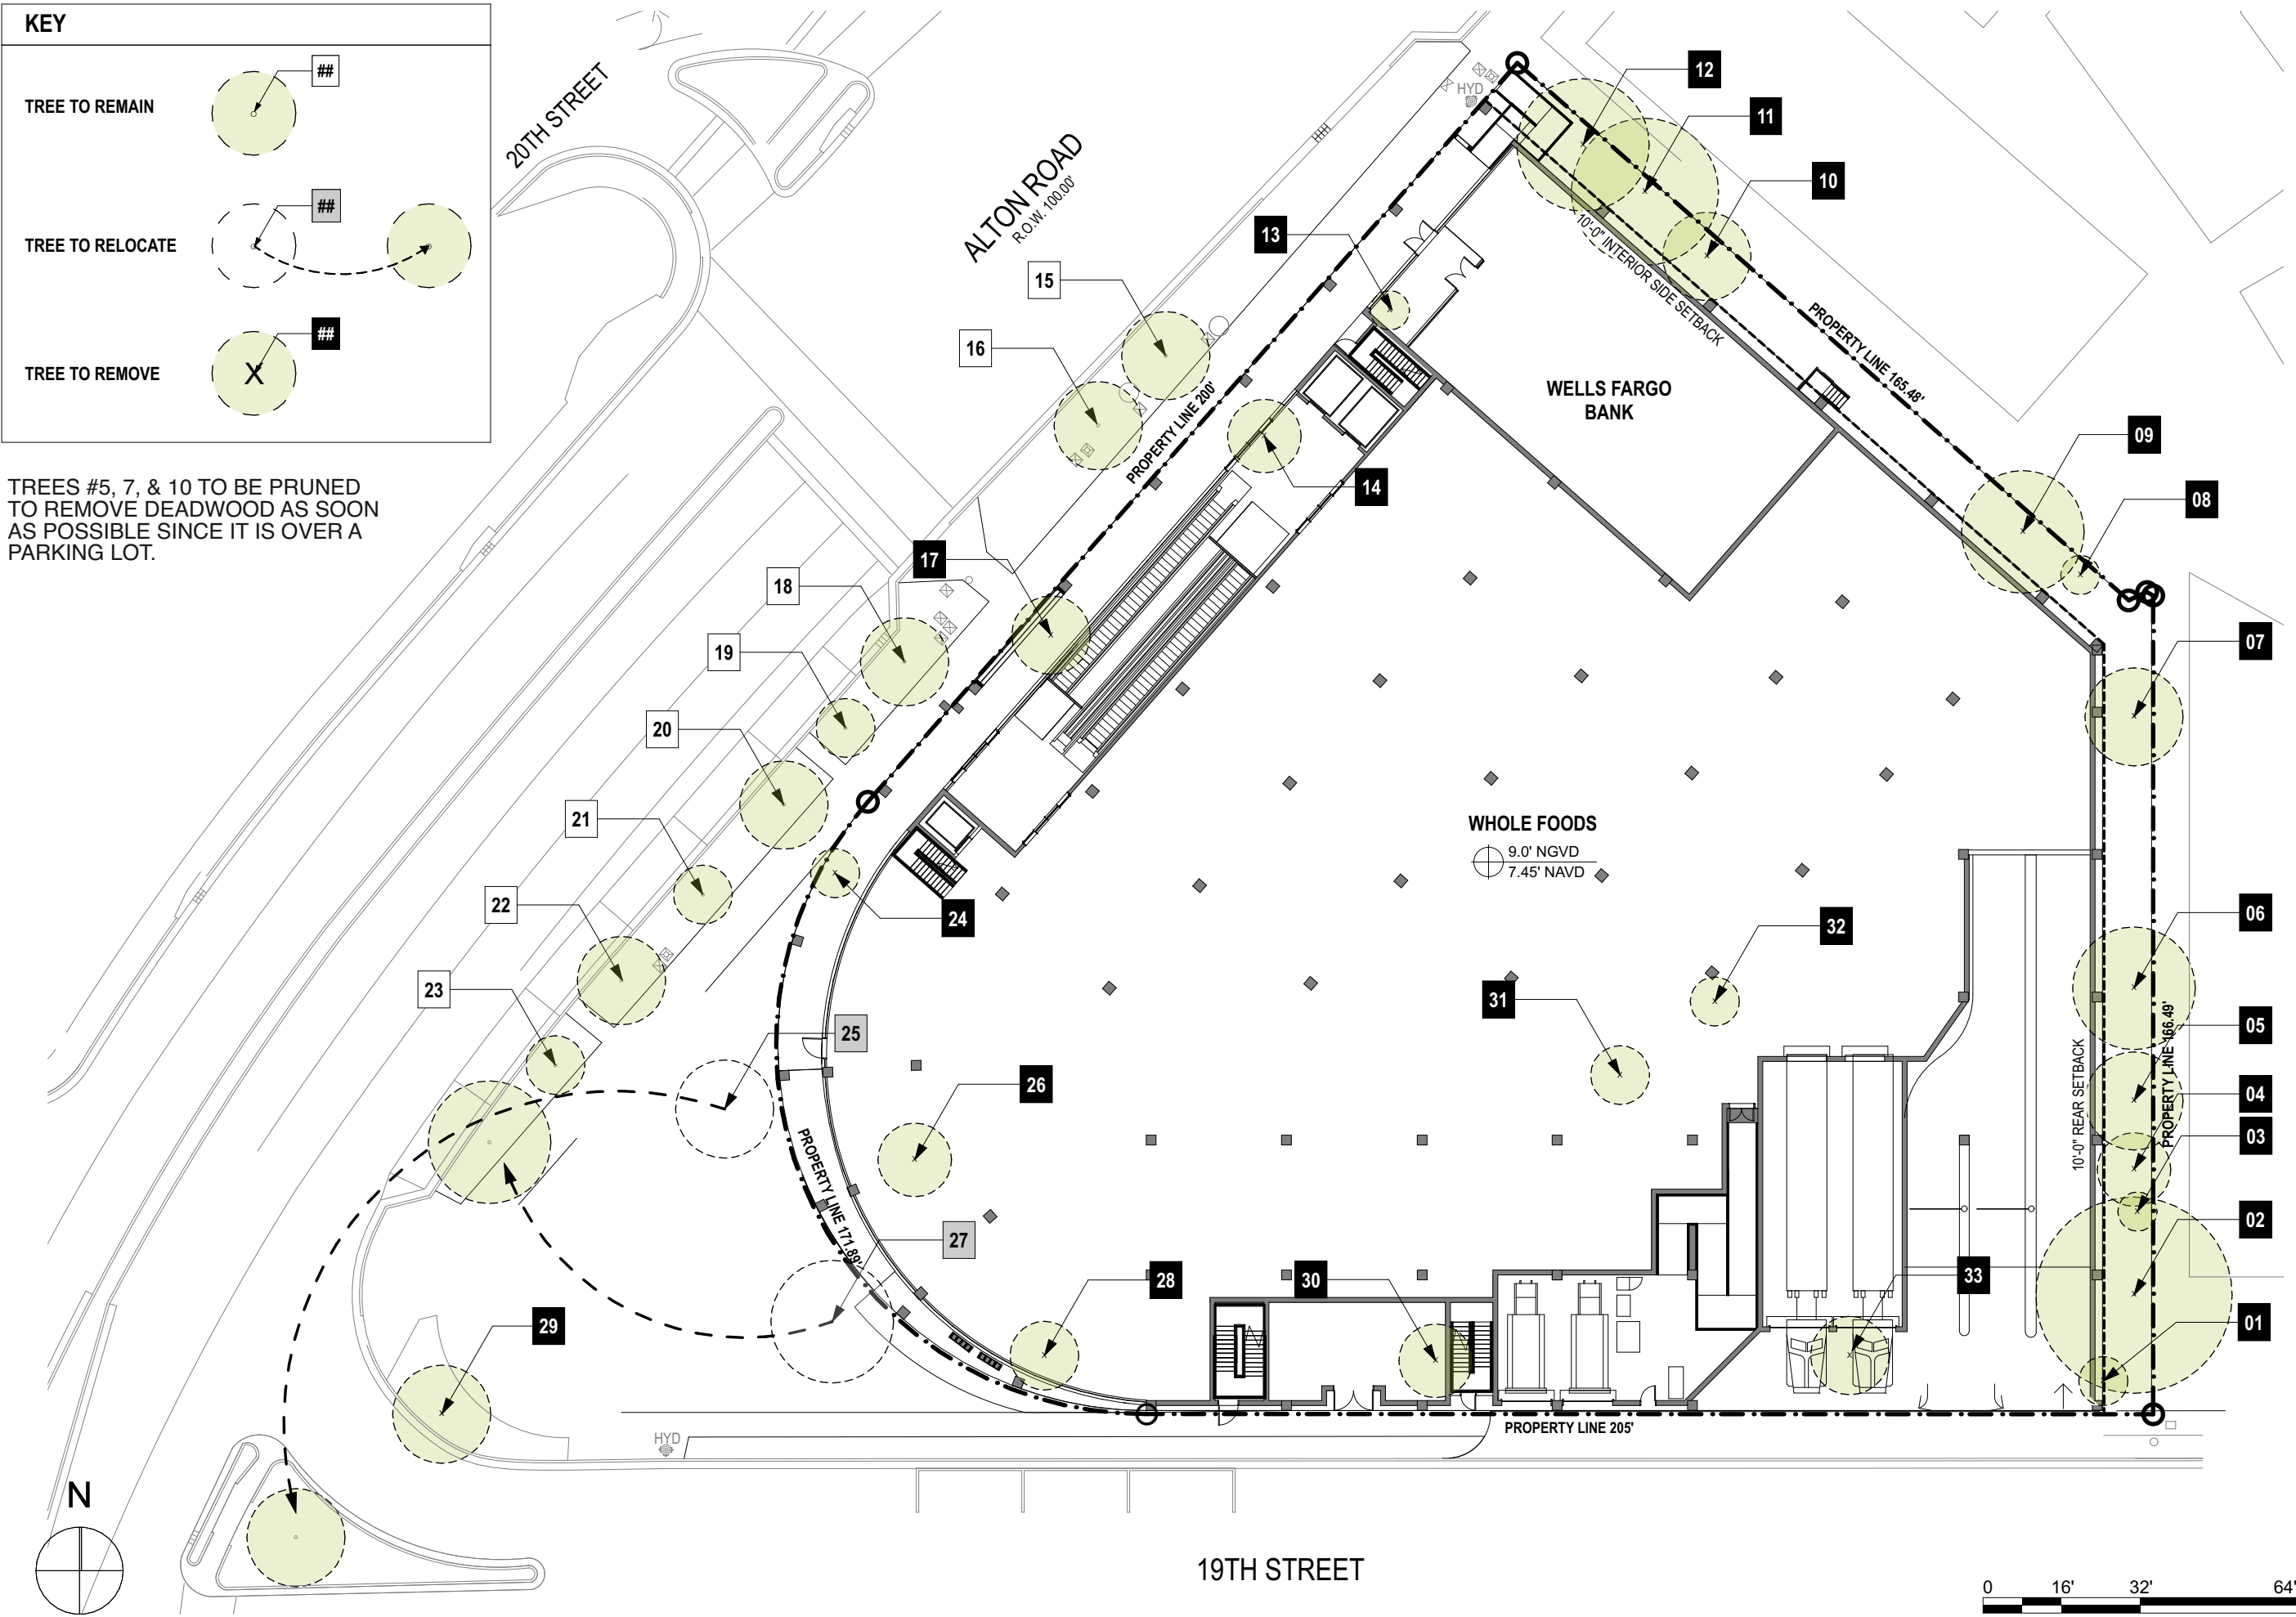 KEY
##
TREE TO REMAIN
##
TREE TO RELOCATE
##
TREE TO REMOVE
X
TREES #5, 7, & 10 TO BE PRUNED
TO REMOVE DEADWOOD AS SOON
AS POSSIBLE SINCE IT IS OVER A
PARKING LOT.
20TH STREET
ALTON ROAD
R.O.W. 100.00'
HYD
12
11
10
13
15
16
14
10'-0" INTERIOR SIDE SETBACK
PROPERTY LINE 165.48'
PROPERTY LINE 200'
WELLS FARGO
BANK
09
08
07
17
18
19
20
21
22
23
24
WHOLE FOODS
9.0' NGVD
7.45' NAVD
32
31
06
05
04
03
02
01
PROPERTY LINE 166.49'
10'-0" REAR SETBACK
25
26
27
PROPERTY LINE 171.89'
28
29
30
33
HYD
PROPERTY LINE 205'
N
19TH STREET
0 16' 32' 64'